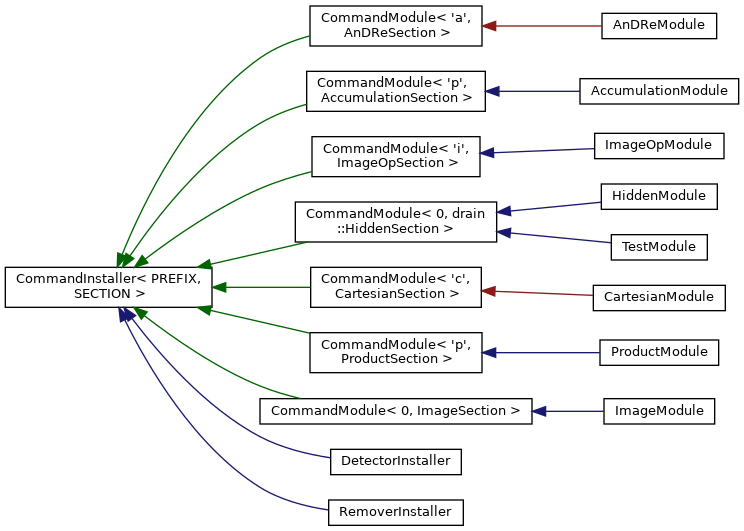 CommandModule< 'a',
AnDReSection >
AnDReModule
CommandModule< 'p',
AccumulationSection >
AccumulationModule
CommandModule< 'i',
ImageOpSection >
ImageOpModule
CommandModule< 0, drain
::HiddenSection >
HiddenModule
TestModule
CommandInstaller< PREFIX,
SECTION >
CommandModule< 'c',
CartesianSection >
CartesianModule
CommandModule< 'p',
ProductSection >
ProductModule
CommandModule< 0, ImageSection >
ImageModule
DetectorInstaller
RemoverInstaller